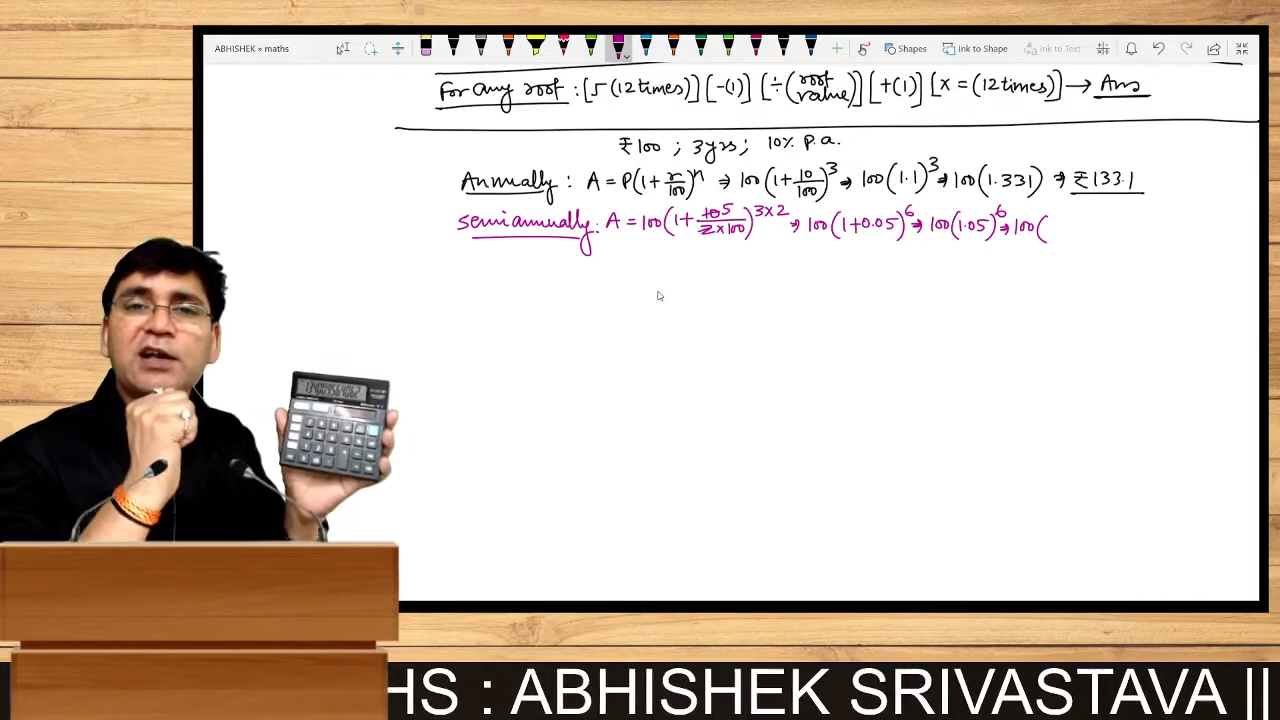 ABHISHEK » maths
Shapes
Ink to Shape
Ink to Text
For any root : [√(12 times)] [-(1)] [÷(root value)] [+(1)] [x = (12 times)] → Ans
₹100 ; 3yrs ; 10% p.a.
Annually : A = P(1+r/100)^n ⇒ 100(1+10/100)^3 ⇒ 100(1.1)^3 ⇒ 100(1.331) ⇒ ₹133.1
Semiannually : A = 100(1+10 5/2×100)^3×2 ⇒ 100(1+0.05)^6 ⇒ 100(1.05)^6 ⇒ 100(
HS : ABHISHEK SRIVASTAVA ||